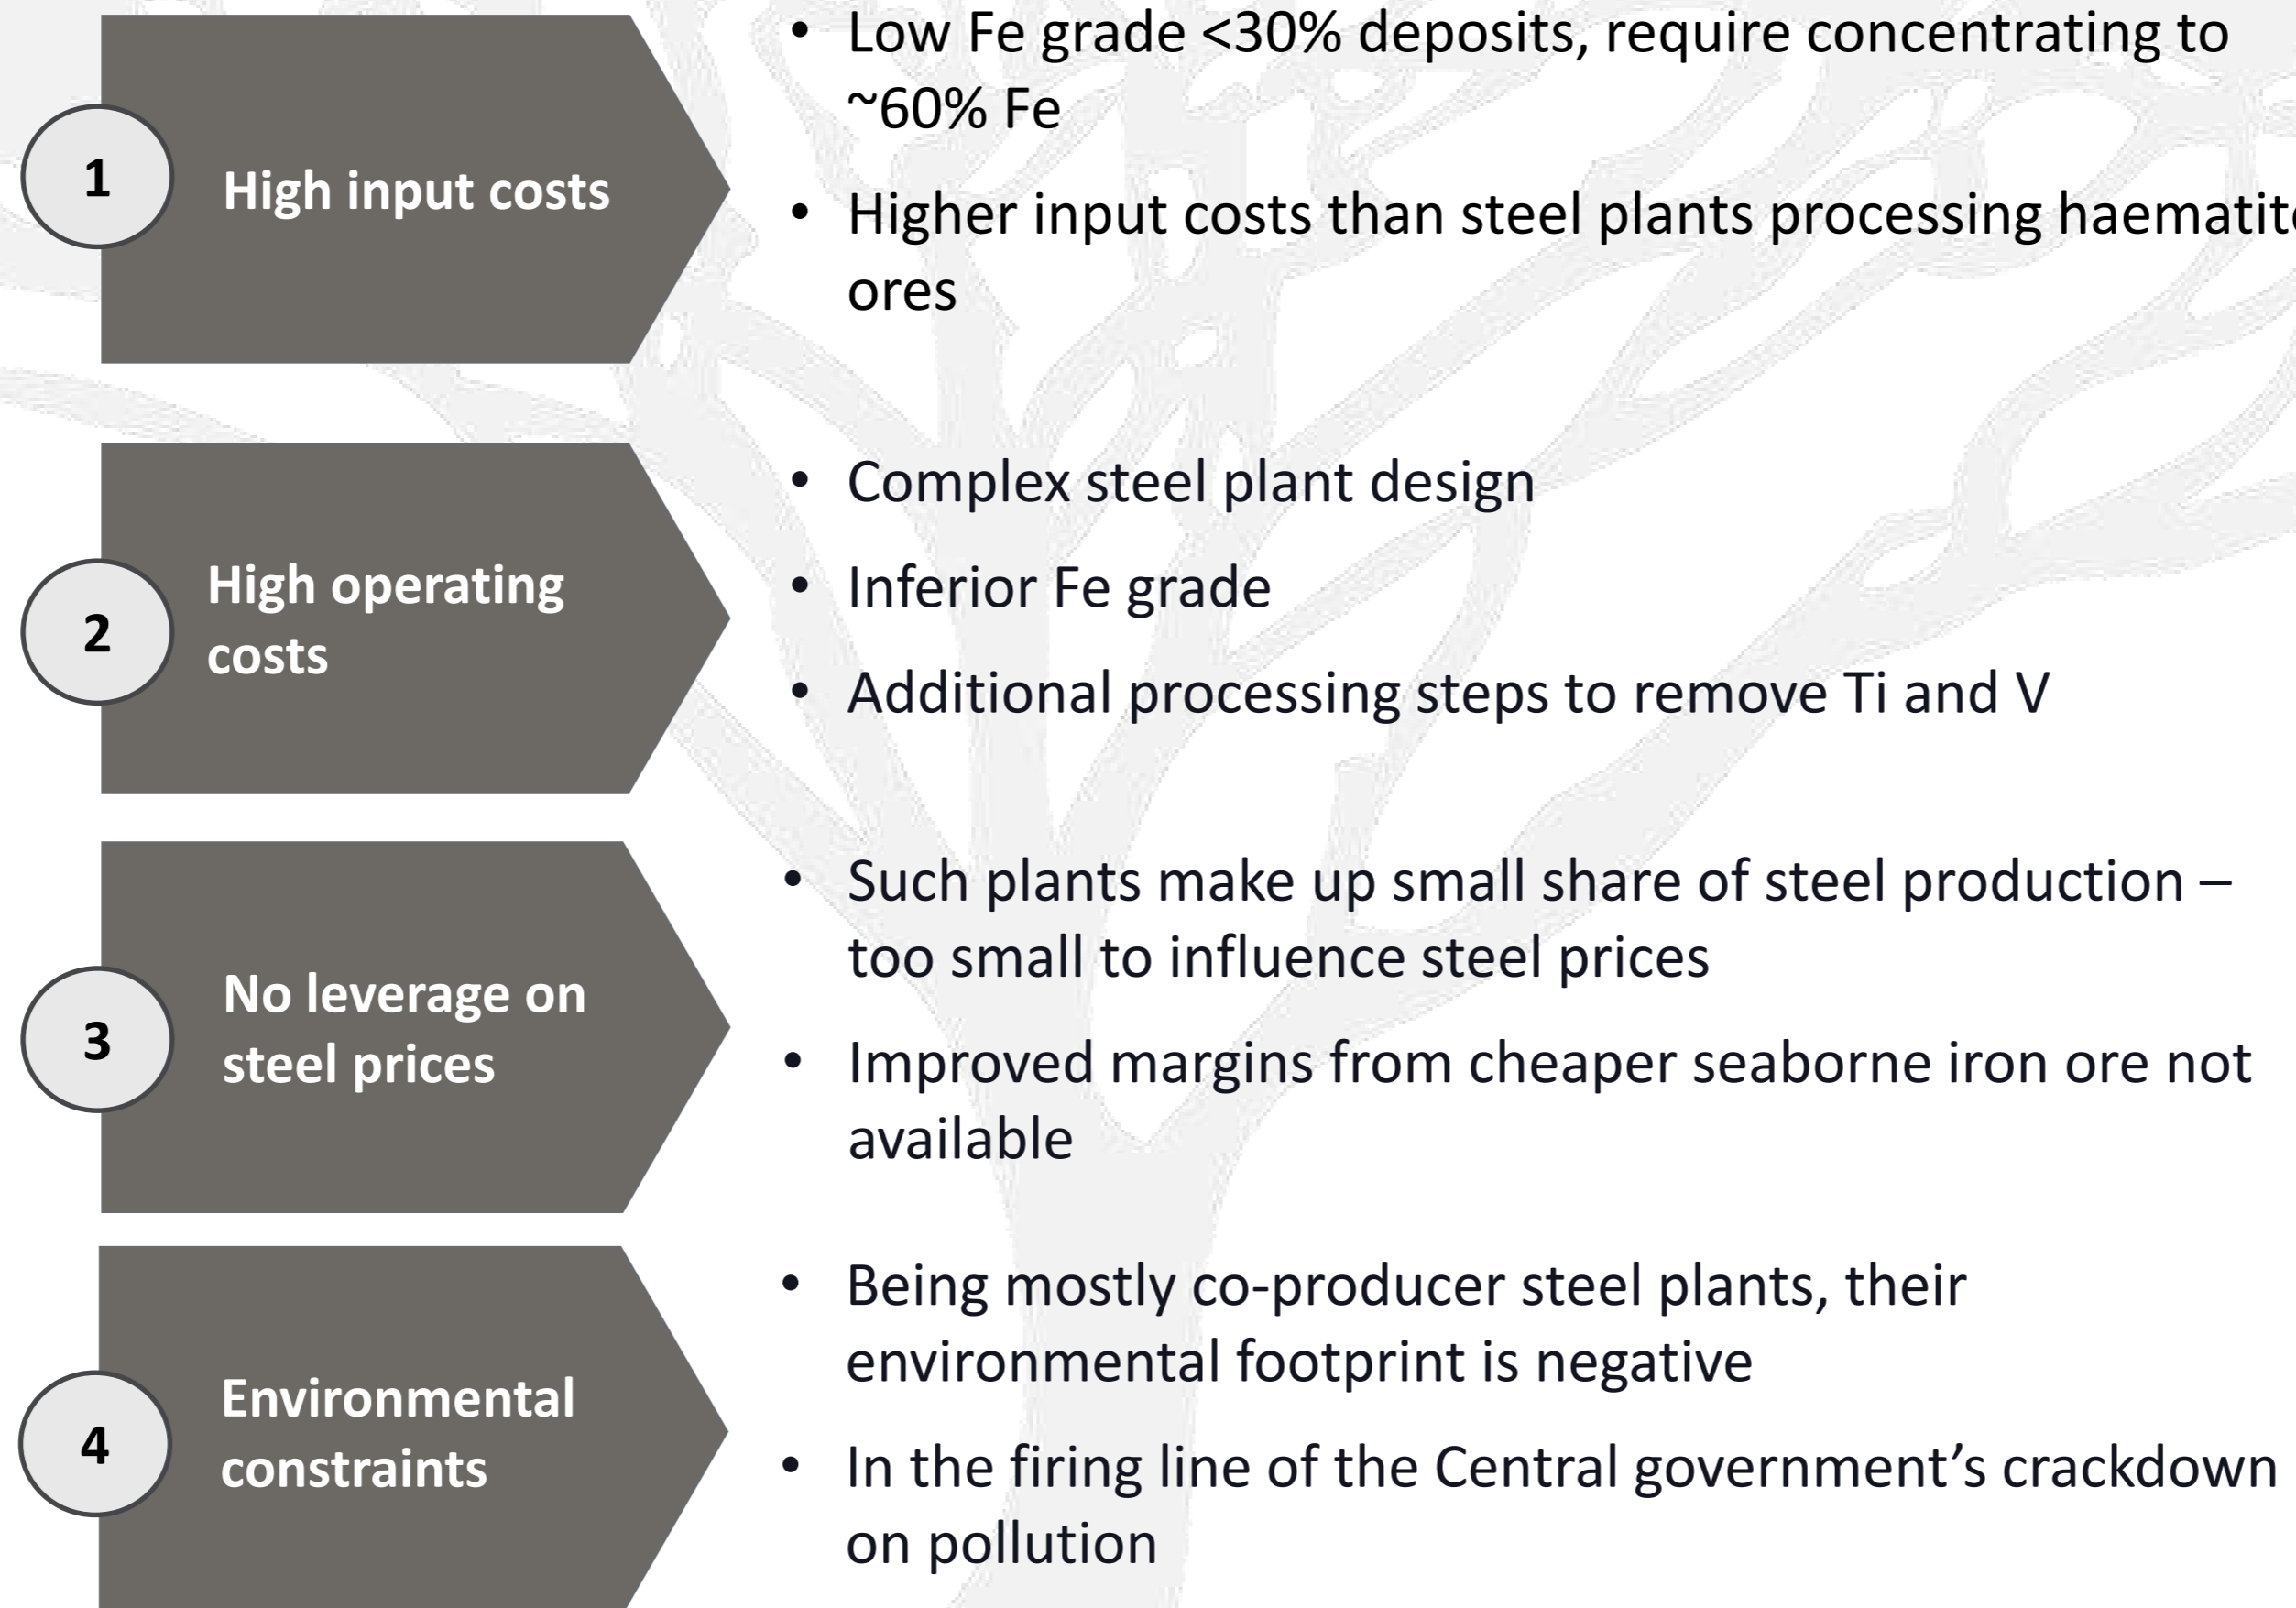 1
High input costs
• Low Fe grade <30% deposits, require concentrating to
~60% Fe
• Higher input costs than steel plants processing haematite
ores
2
High operating
costs
• Complex steel plant design
• Inferior Fe grade
• Additional processing steps to remove Ti and V
3
No leverage on
steel prices
• Such plants make up small share of steel production –
too small to influence steel prices
• Improved margins from cheaper seaborne iron ore not
available
4
Environmental
constraints
• Being mostly co-producer steel plants, their
environmental footprint is negative
• In the firing line of the Central government’s crackdown
on pollution